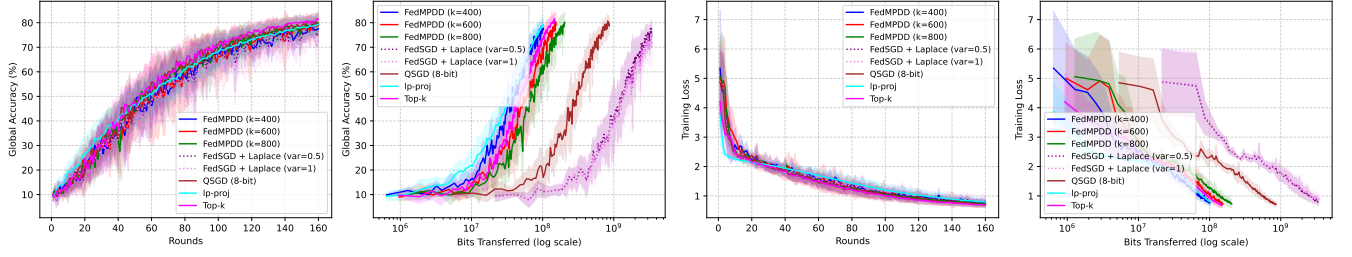 Global Accuracy (%)
80
70
60
50
40
30
20
10
FedMPDD (k=400)
FedMPDD (k=600)
FedMPDD (k=800)
FedSGD + Laplace (var=0.5)
FedSGD + Laplace (var=1)
QSGD (8-bit)
lp-proj
Top-k
0 20 40 60 80 100 120 140 160
Rounds
Global Accuracy (%)
80
70
60
50
40
30
20
10
FedMPDD (k=400)
FedMPDD (k=600)
FedMPDD (k=800)
FedSGD + Laplace (var=0.5)
FedSGD + Laplace (var=1)
QSGD (8-bit)
lp-proj
Top-k
10^6 10^7 10^8 10^9
Bits Transferred (log scale)
Training Loss
7
6
5
4
3
2
1
FedMPDD (k=400)
FedMPDD (k=600)
FedMPDD (k=800)
FedSGD + Laplace (var=0.5)
FedSGD + Laplace (var=1)
QSGD (8-bit)
lp-proj
Top-k
0 20 40 60 80 100 120 140 160
Rounds
Training Loss
7
6
5
4
3
2
1
FedMPDD (k=400)
FedMPDD (k=600)
FedMPDD (k=800)
FedSGD + Laplace (var=0.5)
FedSGD + Laplace (var=1)
QSGD (8-bit)
lp-proj
Top-k
10^6 10^7 10^8 10^9
Bits Transferred (log scale)